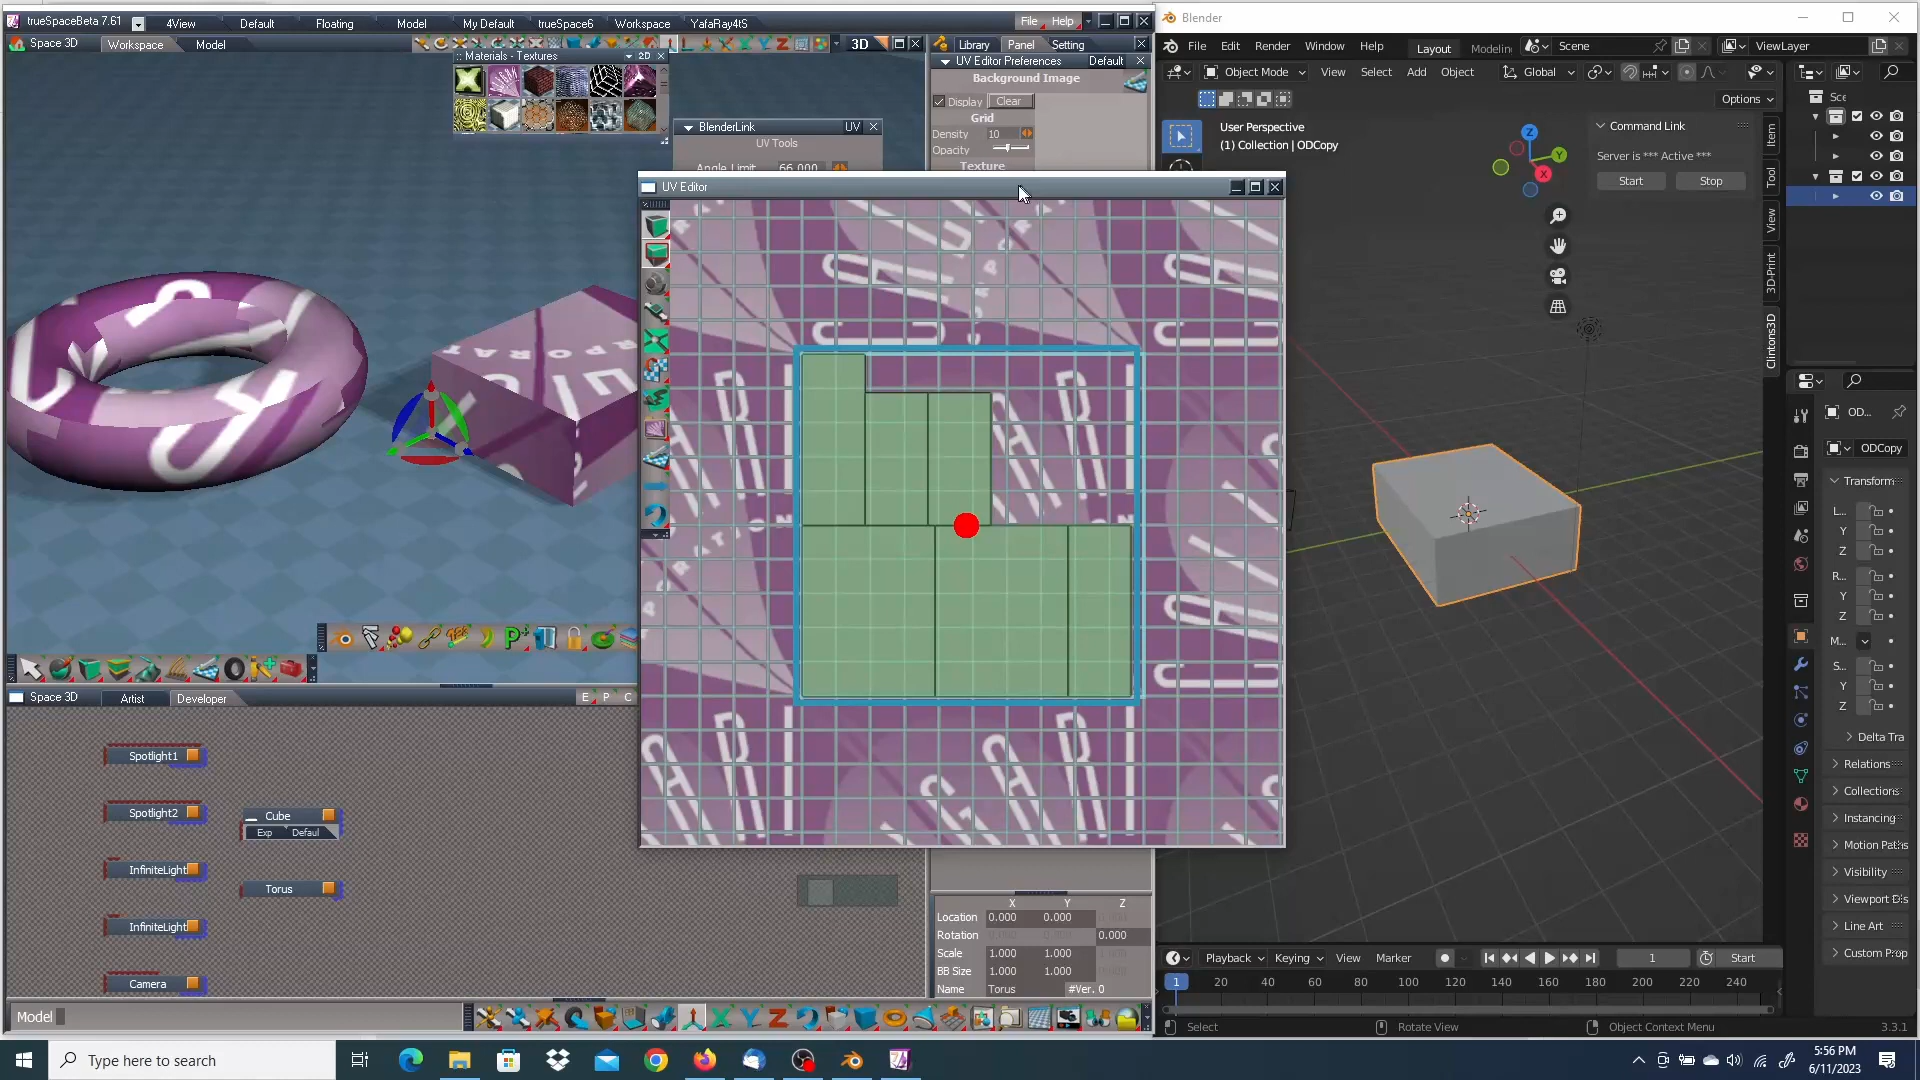 trueSpaceBeta 7.61
4View
Default
Floating
Model
My Default
trueSpace6
Workspace
YafaRay4tS
File
Help
Space 3D
Workspace
Model
3D
Library
Panel
Setting
:: Materials - Textures
2D
UV Editor Preferences
Default
Background Image
Display
Clear
Grid
Density
10
Opacity
Texture
BlenderLink
UV
UV Tools
Angle Limit
66.000
UV Editor
Space 3D
Artist
Developer
E
P
C
Spotlight1
Spotlight2
InfiniteLight
InfiniteLight
Camera
Cube
Exp
Defaul
Torus
X
Y
Z
Location
0.000
0.000
Rotation
0.000
Scale
1.000
1.000
BB Size
1.000
1.000
Name
Torus
#Ver. 0
Model
Blender
File
Edit
Render
Window
Help
Layout
Modelin
Scene
ViewLayer
Object Mode
View
Select
Add
Object
Global
Options
User Perspective
(1) Collection | ODCopy
Z
Y
X
Command Link
Server is *** Active ***
Start
Stop
Item
Tool
View
3D-Print
Clintons3D
Sce
OD...
ODCopy
Transform
L...
Y
Z
R...
Y
Z
M...
S...
Y
Z
Delta Tra
Relations
Collections
Instancing
Motion Paths
Visibility
Viewport Dis
Line Art
Custom Prop
Playback
Keying
View
Marker
1
Start
1
20
40
60
80
100
120
140
160
180
200
220
240
Select
Rotate View
Object Context Menu
3.3.1
Type here to search
5:56 PM
6/11/2023